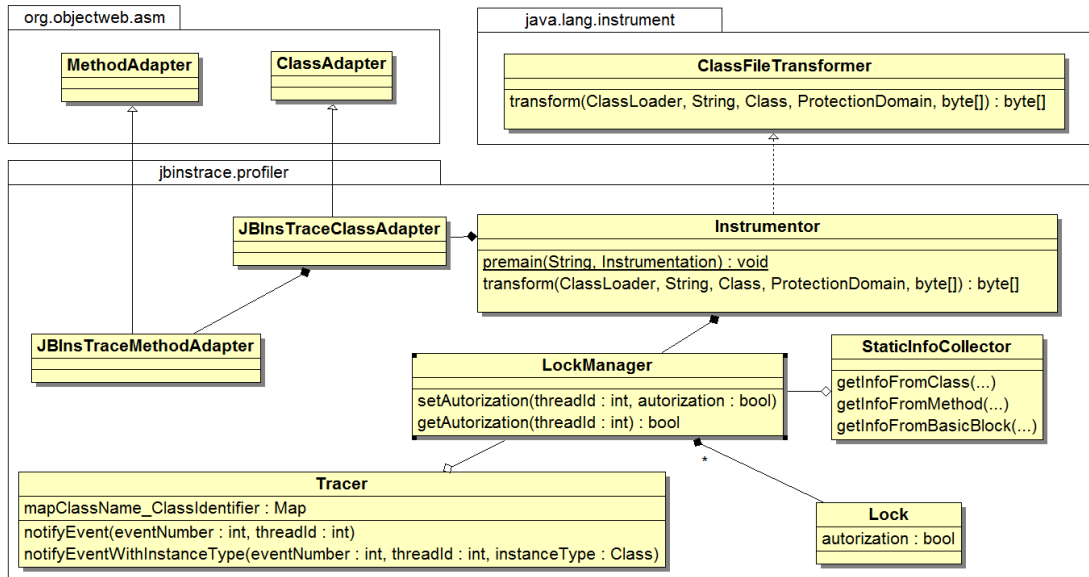 org.objectweb.asm
MethodAdapter
ClassAdapter
java.lang.instrument
ClassFileTransformer
transform(ClassLoader, String, Class, ProtectionDomain, byte[]) : byte[]
jbinstrace.profiler
JBInsTraceClassAdapter
Instrumentor
premain(String, Instrumentation) : void
transform(ClassLoader, String, Class, ProtectionDomain, byte[]) : byte[]
JBInsTraceMethodAdapter
LockManager
setAutorization(threadId : int, autorization : bool)
getAutorization(threadId : int) : bool
StaticInfoCollector
getInfoFromClass(...)
getInfoFromMethod(...)
getInfoFromBasicBlock(...)
*
Tracer
mapClassName_ClassIdentifier : Map
notifyEvent(eventNumber : int, threadId : int)
notifyEventWithInstanceType(eventNumber : int, threadId : int, instanceType : Class)
Lock
autorization : bool